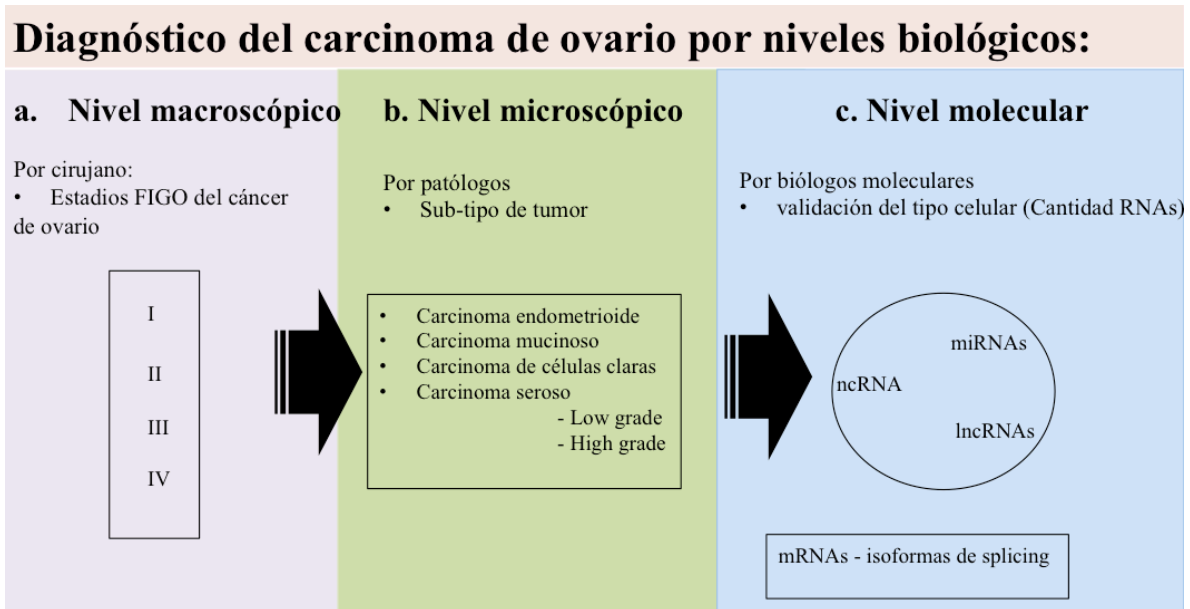 Diagnóstico del carcinoma de ovario por niveles biológicos:
a. Nivel macroscópico
Por cirujano:
• Estadios FIGO del cáncer
de ovario
I
II
III
IV
b. Nivel microscópico
Por patólogos
• Sub-tipo de tumor
• Carcinoma endometrioide
• Carcinoma mucinoso
• Carcinoma de células claras
• Carcinoma seroso
- Low grade
- High grade
c. Nivel molecular
Por biólogos moleculares
• validación del tipo celular (Cantidad RNAs)
miRNAs
ncRNA
lncRNAs
mRNAs - isoformas de splicing